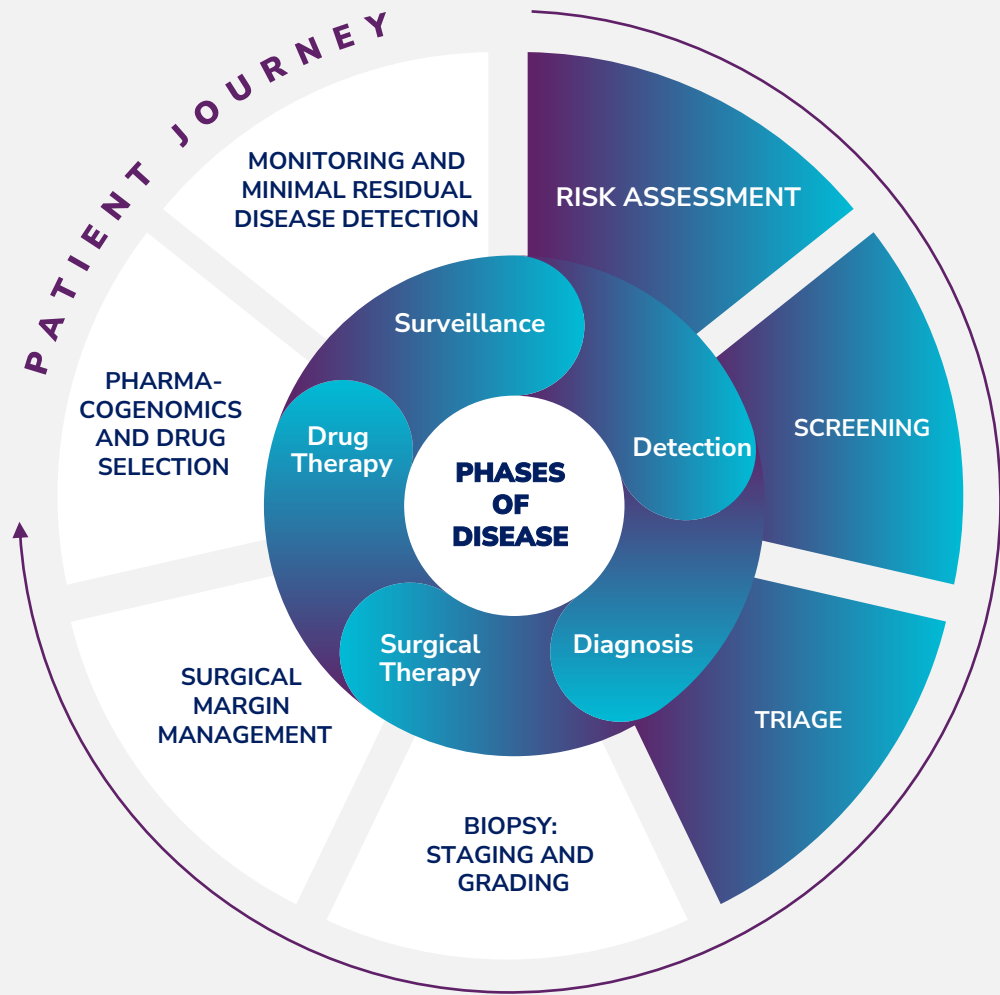 PATIENT JOURNEY
RISK ASSESSMENT
SCREENING
TRIAGE
BIOPSY:
STAGING AND
GRADING
SURGICAL
MARGIN
MANAGEMENT
PHARMA-
COGENOMICS
AND DRUG
SELECTION
MONITORING AND
MINIMAL RESIDUAL
DISEASE DETECTION
Detection
Diagnosis
Surgical
Therapy
Drug
Therapy
Surveillance
PHASES
OF
DISEASE